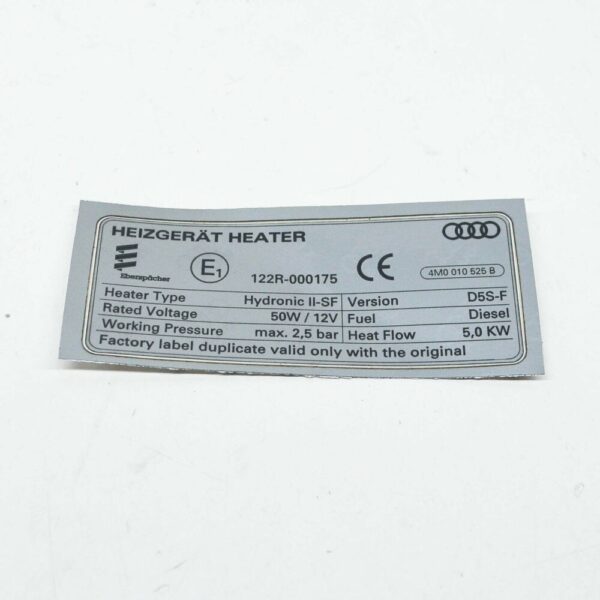 HEIZGERÄT HEATER
Eberspächer
E1
122R-000175
CE
4M0 010 525 B
Heater Type Hydronic II-SF Version D5S-F
Rated Voltage 50W / 12V Fuel Diesel
Working Pressure max. 2,5 bar Heat Flow 5,0 KW
Factory label duplicate valid only with the original